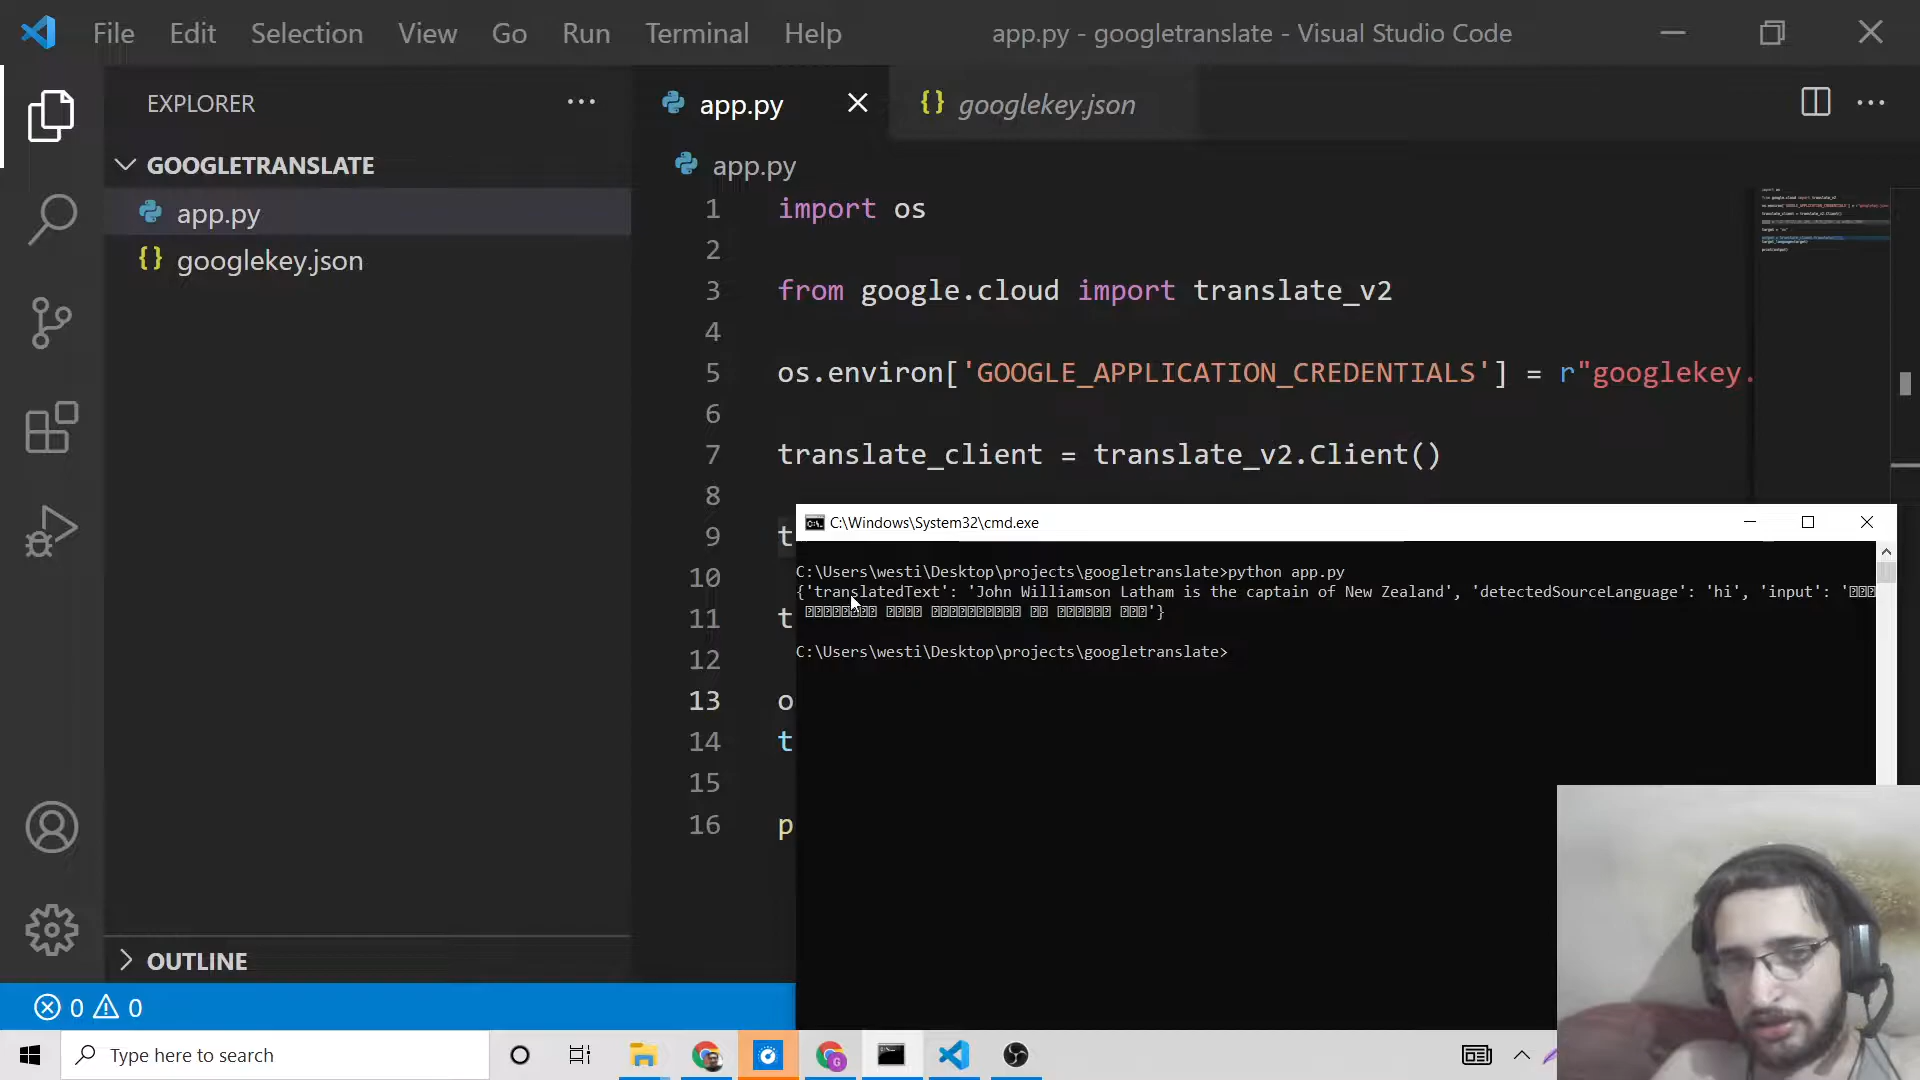 File Edit Selection View Go Run Terminal Help
app.py - googletranslate - Visual Studio Code
EXPLORER
app.py
googlekey.json
GOOGLETRANSLATE
app.py
app.py
googlekey.json
1 import os
2
3 from google.cloud import translate_v2
4
5 os.environ['GOOGLE_APPLICATION_CREDENTIALS'] = r"googlekey.
6
7 translate_client = translate_v2.Client()
8
9 t
10
11 t
12
13 o
14 t
15
16 p
C:\Windows\System32\cmd.exe
C:\Users\westi\Desktop\projects\googletranslate>python app.py
{'translatedText': 'John Williamson Latham is the captain of New Zealand', 'detectedSourceLanguage': 'hi', 'input': '
'}
C:\Users\westi\Desktop\projects\googletranslate>
OUTLINE
0 0
Type here to search